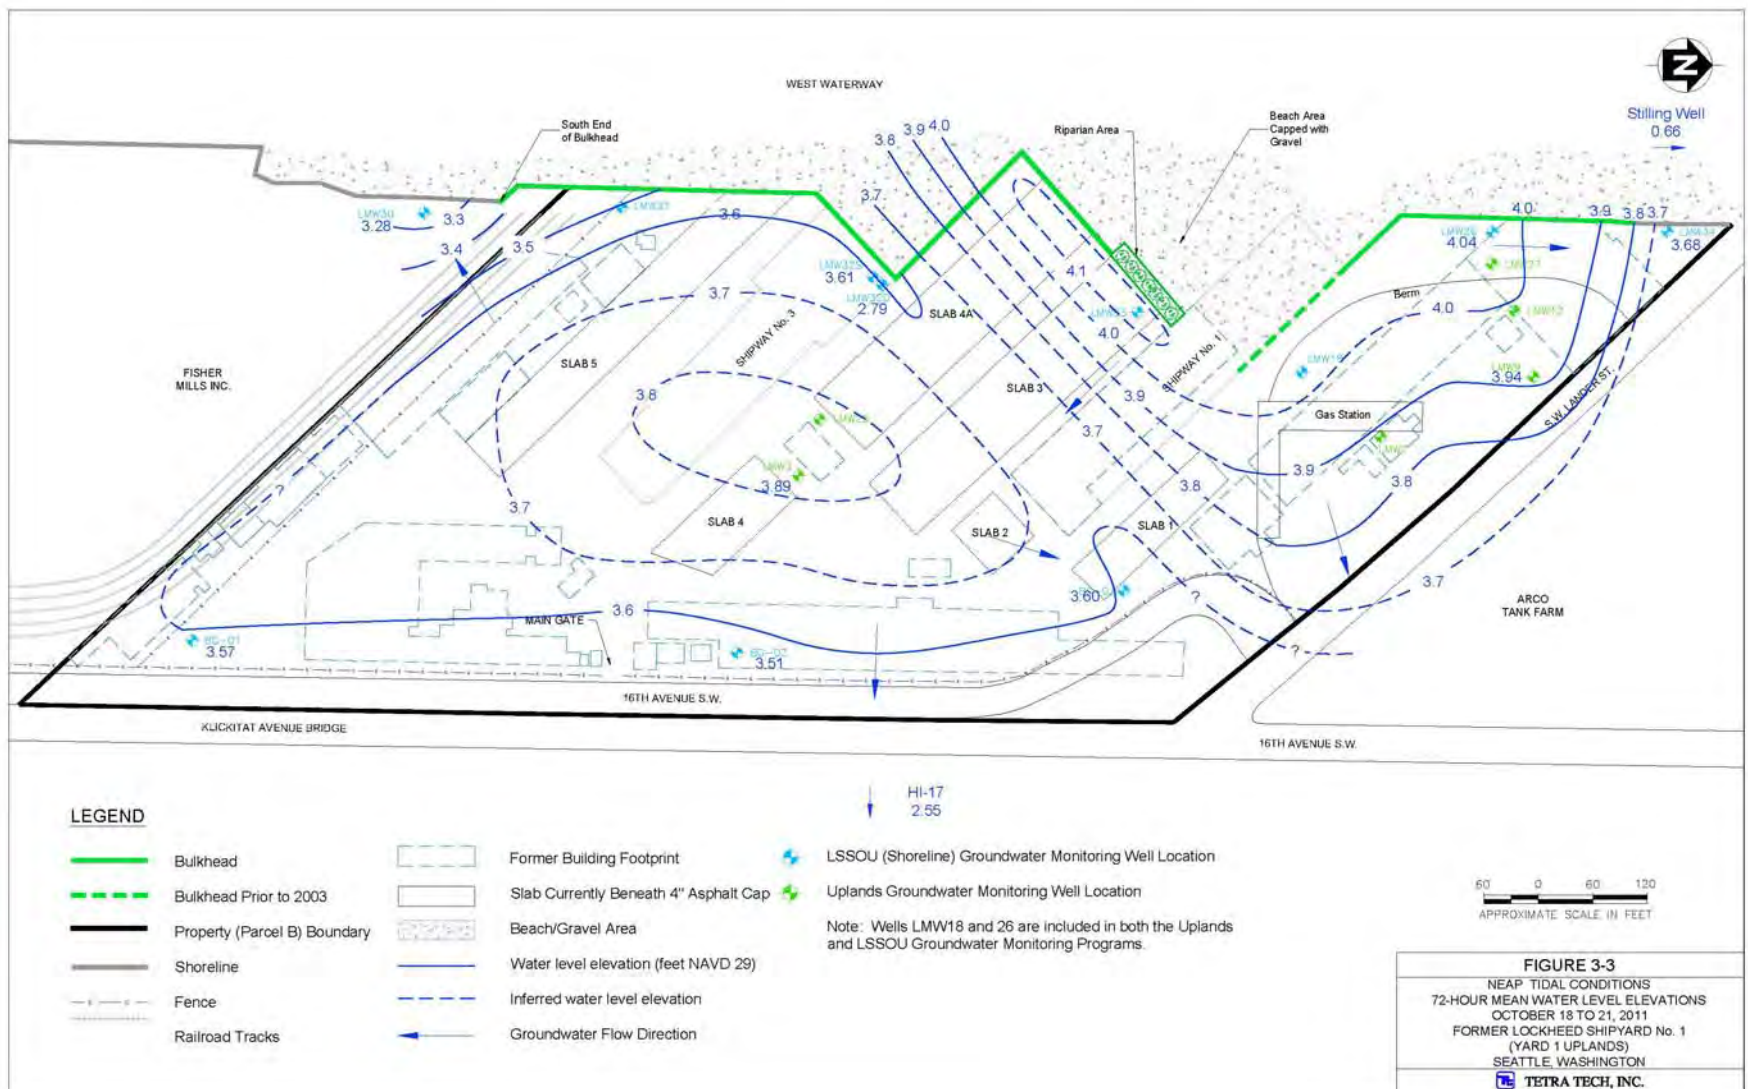 WEST WATERWAY
N
Stilling Well
0.66
South End
of Bulkhead
Riparian Area
Beach Area
Capped with
Gravel
3.8 3.9 4.0
3.7
4.0 3.9 3.8 3.7
LMW30
3.28
3.3
3.4
3.5
3.6
LMW26
4.04
3.68
3.61
2.79
4.1
4.0
Berm
4.0
LMW18
3.94
3.7
SLAB 4A
SHIPWAY No. 3
SHIPWAY No. 1
SLAB 5
SLAB 3
FISHER
MILLS INC.
3.8
3.9
3.7
Gas Station
S.W. LANDER ST.
LMW3
3.89
3.9
3.8
3.8
3.7
?
SLAB 4
SLAB 2
SLAB 1
3.7
3.60
?
?
ARCO
TANK FARM
3.6
MAIN GATE
BD-01
3.57
3.51
16TH AVENUE S.W.
KLICKITAT AVENUE BRIDGE
16TH AVENUE S.W.
HI-17
2.55
LEGEND
Bulkhead
Bulkhead Prior to 2003
Property (Parcel B) Boundary
Shoreline
Fence
Railroad Tracks
Former Building Footprint
Slab Currently Beneath 4" Asphalt Cap
Beach/Gravel Area
Water level elevation (feet NAVD 29)
Inferred water level elevation
Groundwater Flow Direction
LSSOU (Shoreline) Groundwater Monitoring Well Location
Uplands Groundwater Monitoring Well Location
Note: Wells LMW18 and 26 are included in both the Uplands
and LSSOU Groundwater Monitoring Programs.
60 0 60 120
APPROXIMATE SCALE IN FEET
FIGURE 3-3
NEAP TIDAL CONDITIONS
72-HOUR MEAN WATER LEVEL ELEVATIONS
OCTOBER 18 TO 21, 2011
FORMER LOCKHEED SHIPYARD No. 1
(YARD 1 UPLANDS)
SEATTLE, WASHINGTON
TETRA TECH, INC.